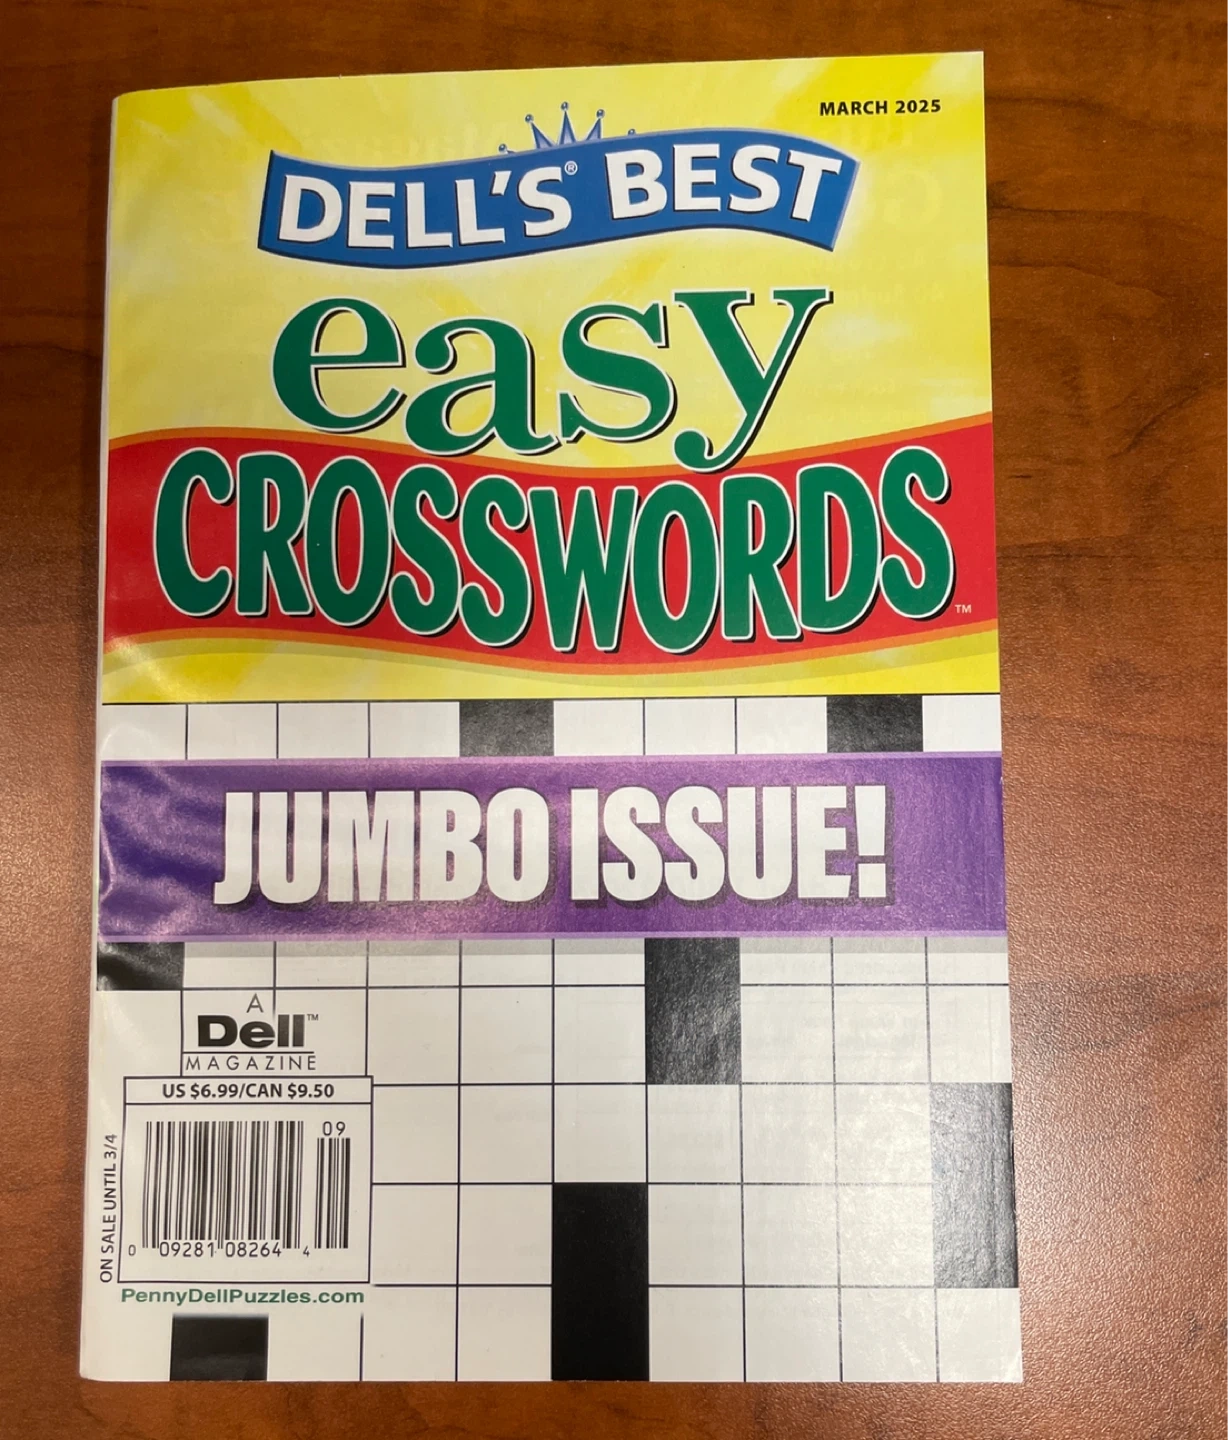 MARCH 2025
DELL'S® BEST
easy
CROSSWORDS™
JUMBO ISSUE!
A
Dell™
MAGAZINE
US $6.99/CAN $9.50
ON SALE UNTIL 3/4
09
0 09281 08264 4
PennyDellPuzzles.com